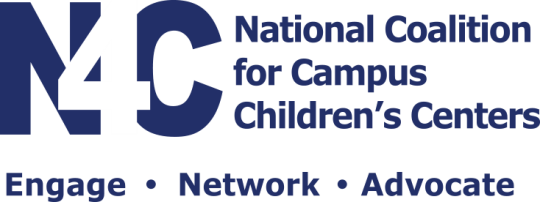 N4C
National Coalition
for Campus
Children's Centers
Engage • Network • Advocate